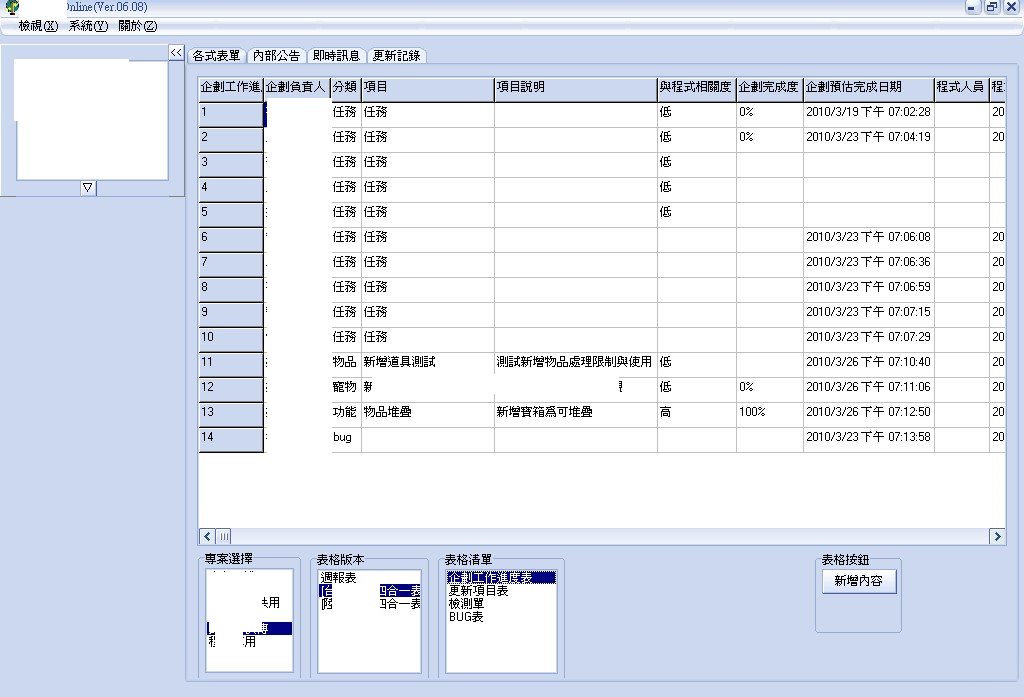 Online(Ver.06.08)
檢視(X) 系統(Y) 關於(Z)
<<
各式表單 內部公告 即時訊息 更新記錄
企劃工作進 企劃負責人 分類 項目 項目說明 與程式相關度 企劃完成度 企劃預估完成日期 程式人員 程
1 任務 任務 低 0% 2010/3/19 下午 07:02:28 20
2 任務 任務 低 0% 2010/3/23 下午 07:04:19 20
3 任務 任務 低
4 任務 任務 低
5 任務 任務 低
6 任務 任務 2010/3/23 下午 07:06:08 20
7 任務 任務 2010/3/23 下午 07:06:36 20
8 任務 任務 2010/3/23 下午 07:06:59 20
9 任務 任務 2010/3/23 下午 07:07:15 20
10 任務 任務 2010/3/23 下午 07:07:29 20
11 物品 新增道具測試 測試新增物品處理限制與使用 低 2010/3/26 下午 07:10:40 20
12 寵物 新 低 0% 2010/3/26 下午 07:11:06 20
13 功能 物品堆疊 新增寶箱為可堆疊 高 100% 2010/3/26 下午 07:12:50 20
14 bug 2010/3/23 下午 07:13:58 20
專案選擇
共用
用
表格版本
週報表
四合一表
四合一表
表格清單
企劃工作進度表
更新項目表
檢測單
BUG表
表格按鈕
新增內容